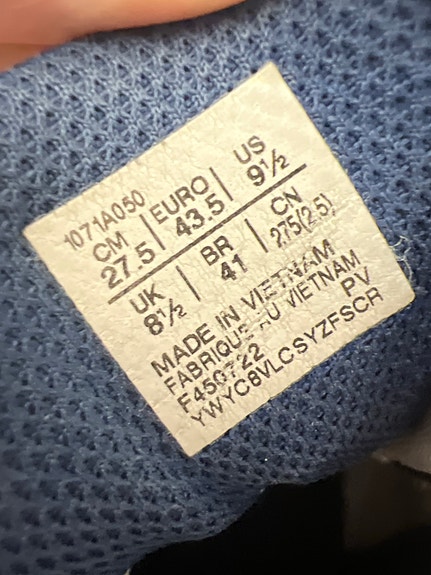 1071A050
CM | EURO | US
27.5 | 43.5 | 9½
UK | BR | CN
8½ | 41 | 275(2.5)
MADE IN VIETNAM
FABRIQUE AU VIETNAM
F450722 PV
YWYC8VLCSYZFSCR